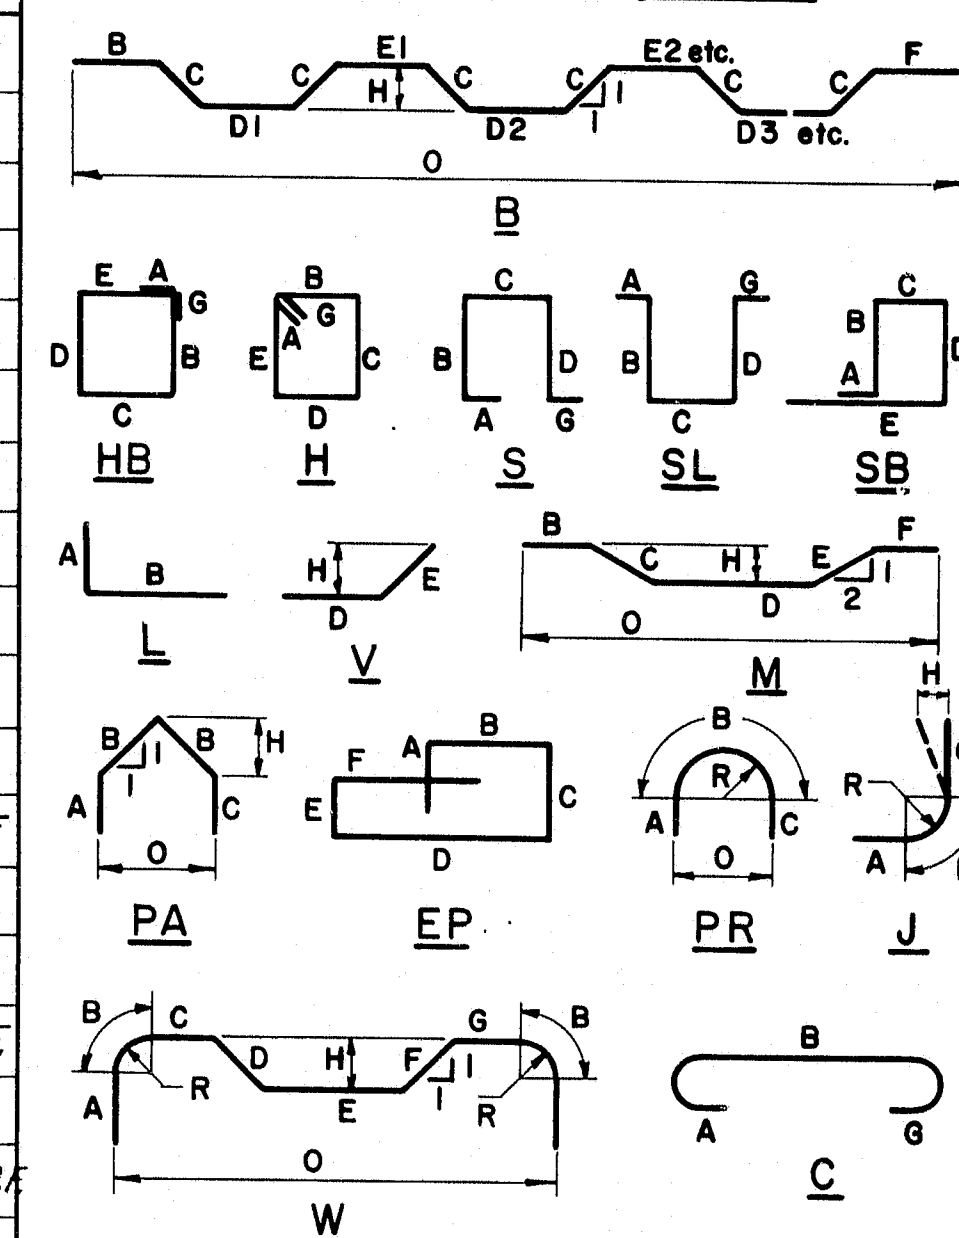 B C C E1 H C C E2 etc. C C F
D1 D2 1 1 D3 etc.
O
B
E A G D B C
HB
B G A E C D
H
C B D A G
S
A G B D C
SL
C B A E
SB
A B
L
H E D
V
B C H E F 1 2 D
O
M
B B H 1 1 A C
O
PA
B A F E C D
EP
B R A C
O
PR
H R A
J
B C D H F G B 1 1 R R A E
O
W
B A G
C